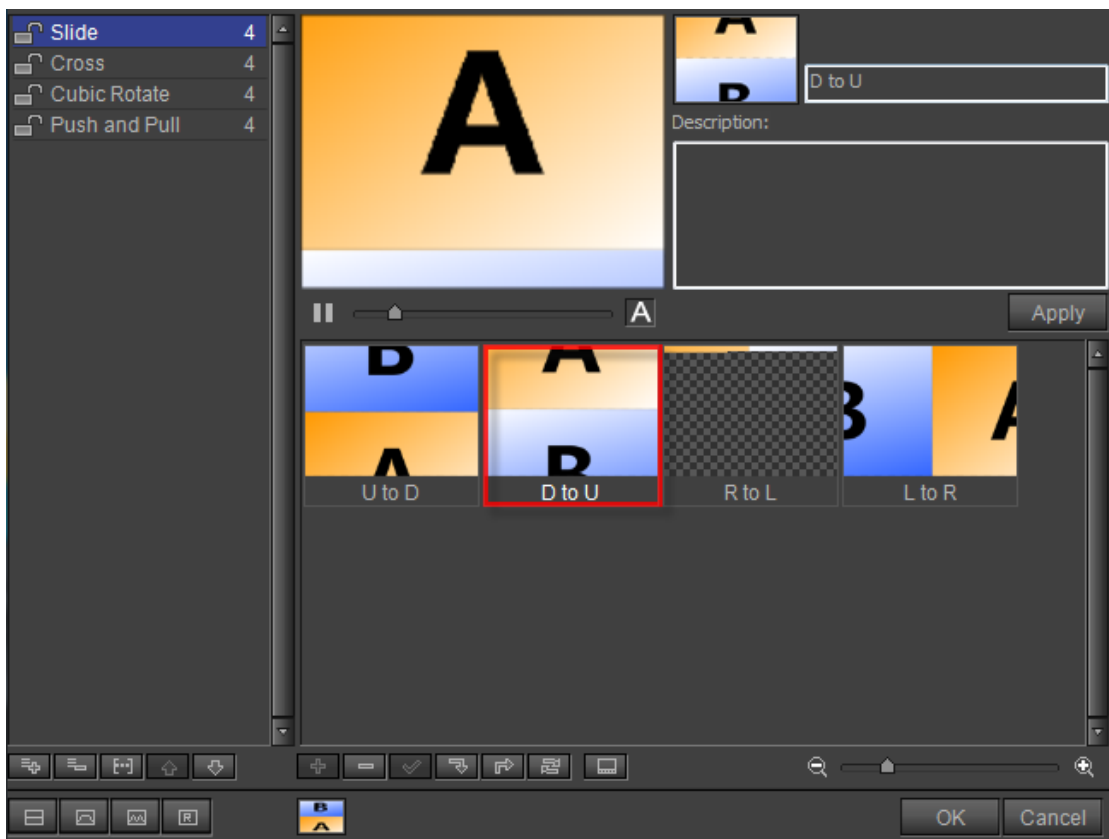 Slide 4
Cross 4
Cubic Rotate 4
Push and Pull 4
A
A
B
D to U
Description:
A
Apply
B
A
U to D
A
B
D to U
R to L
B A
L to R
R
B
A
OK
Cancel